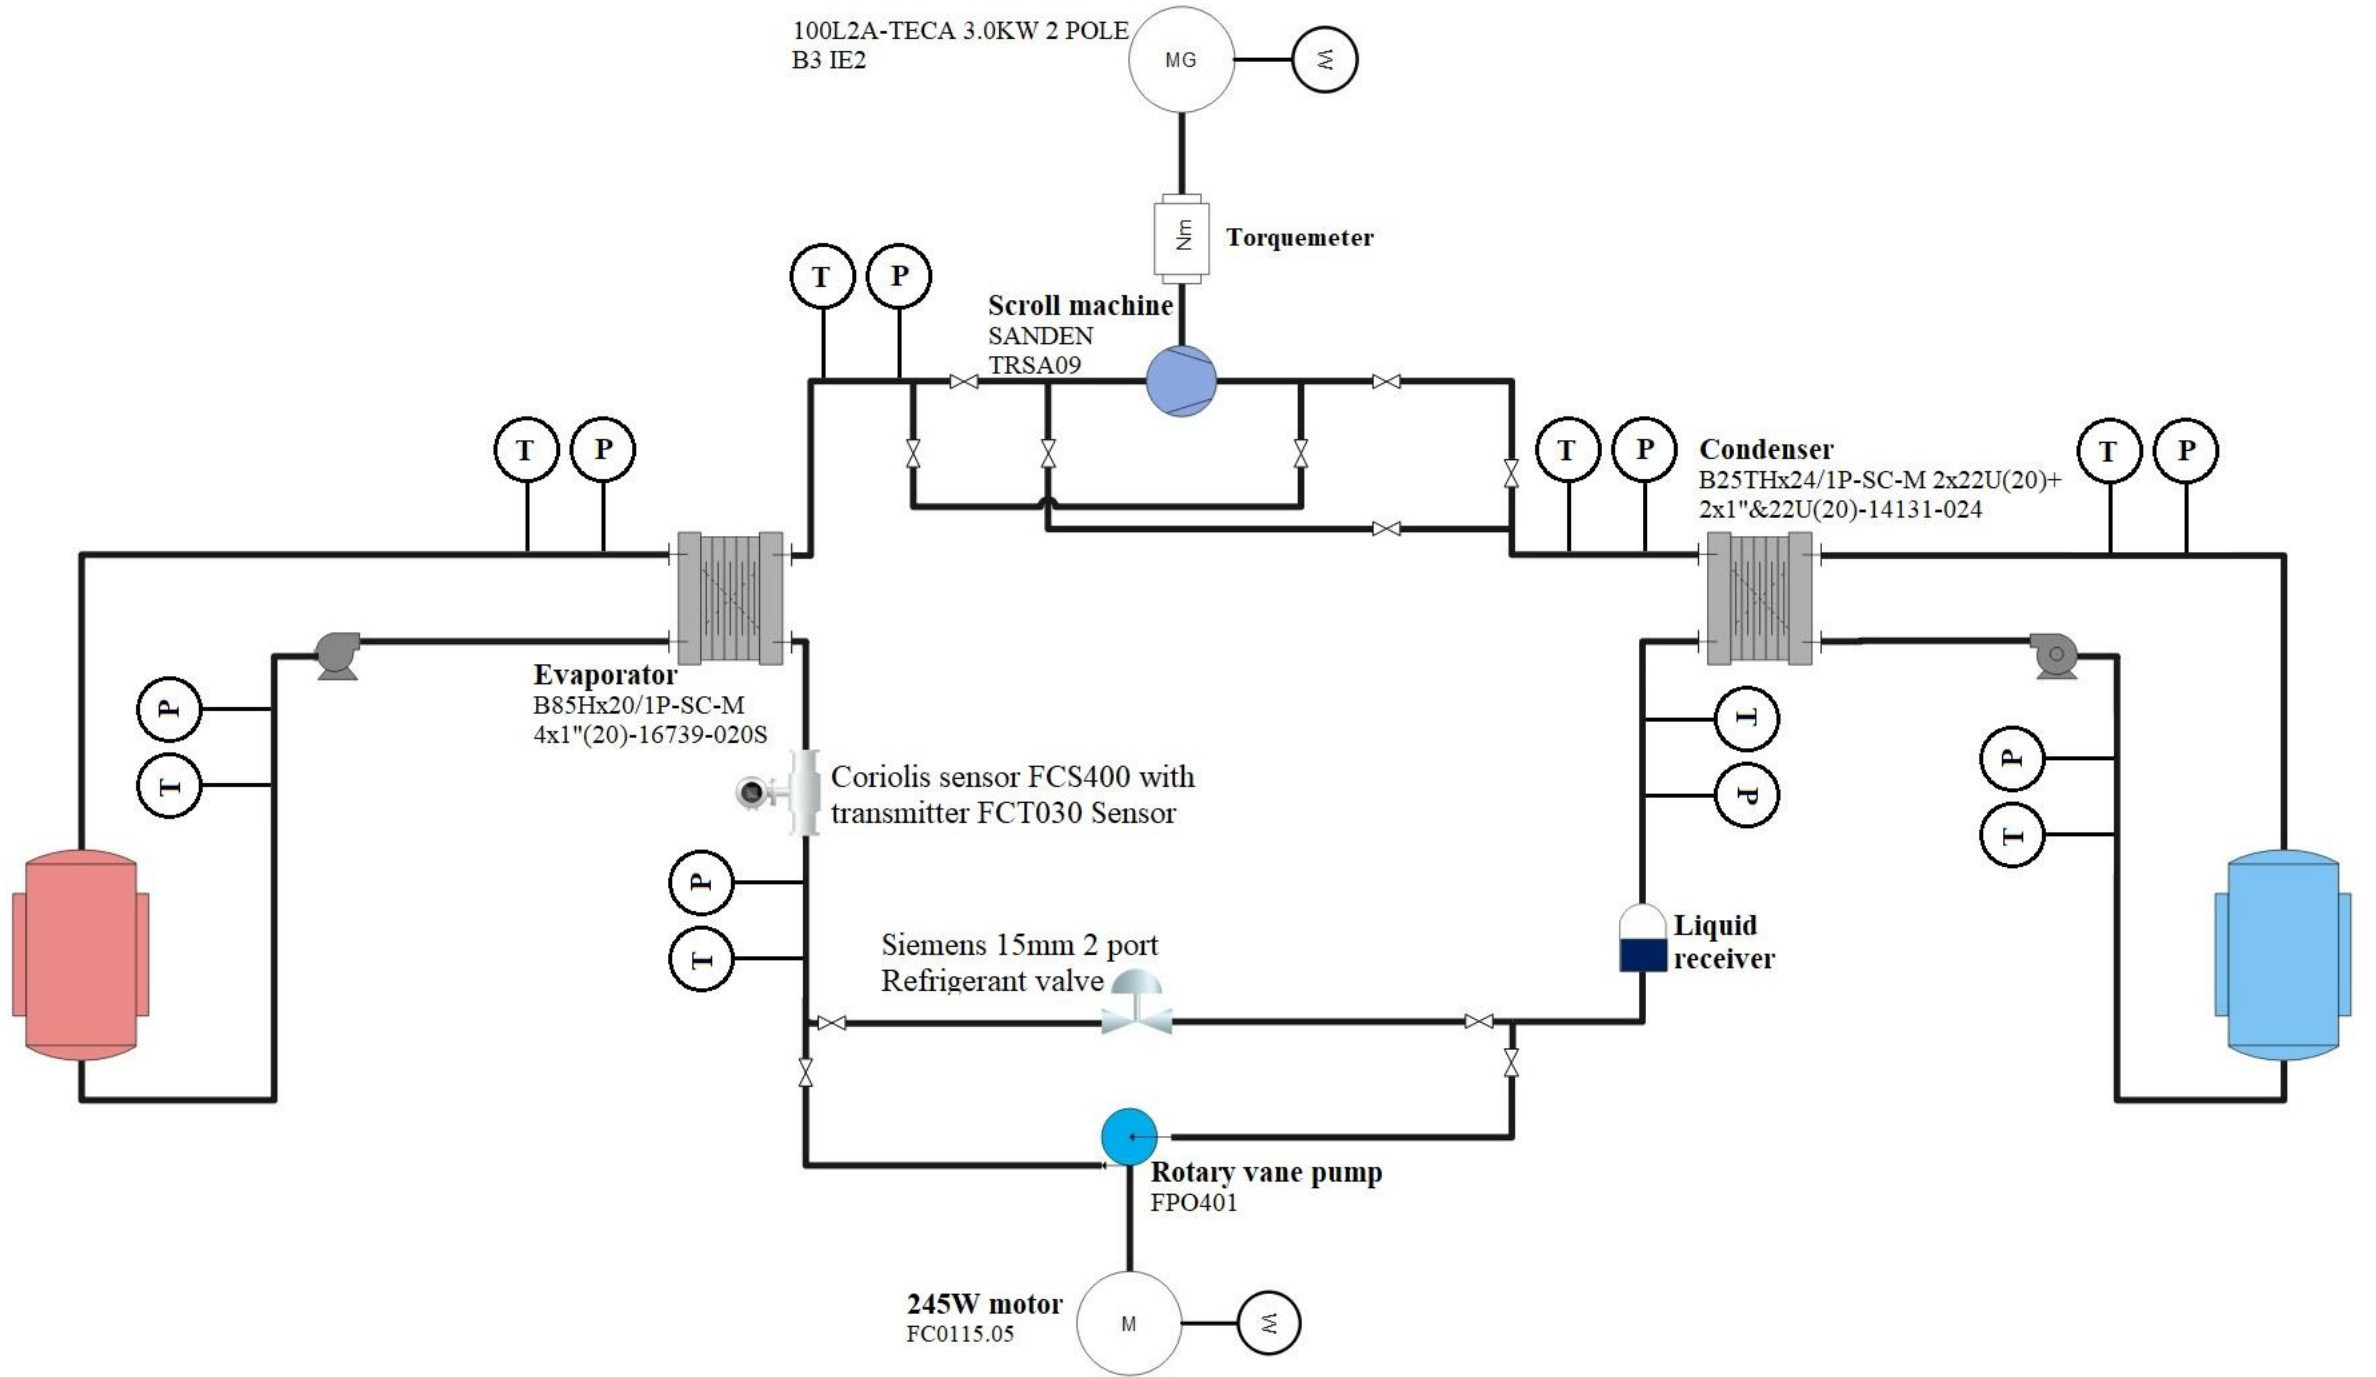 100L2A-TECA 3.0KW 2 POLE
B3 IE2
MG
W
Nm
Torquemeter
T
P
Scroll machine
SANDEN
TRSA09
T
P
T
P
Condenser
B25THx24/1P-SC-M 2x22U(20)+
2x1"&22U(20)-14131-024
T
P
Evaporator
B85Hx20/1P-SC-M
4x1"(20)-16739-020S
P
T
T
P
P
T
Coriolis sensor FCS400 with
transmitter FCT030 Sensor
P
T
Siemens 15mm 2 port
Refrigerant valve
Liquid
receiver
Rotary vane pump
FPO401
245W motor
FC0115.05
M
W